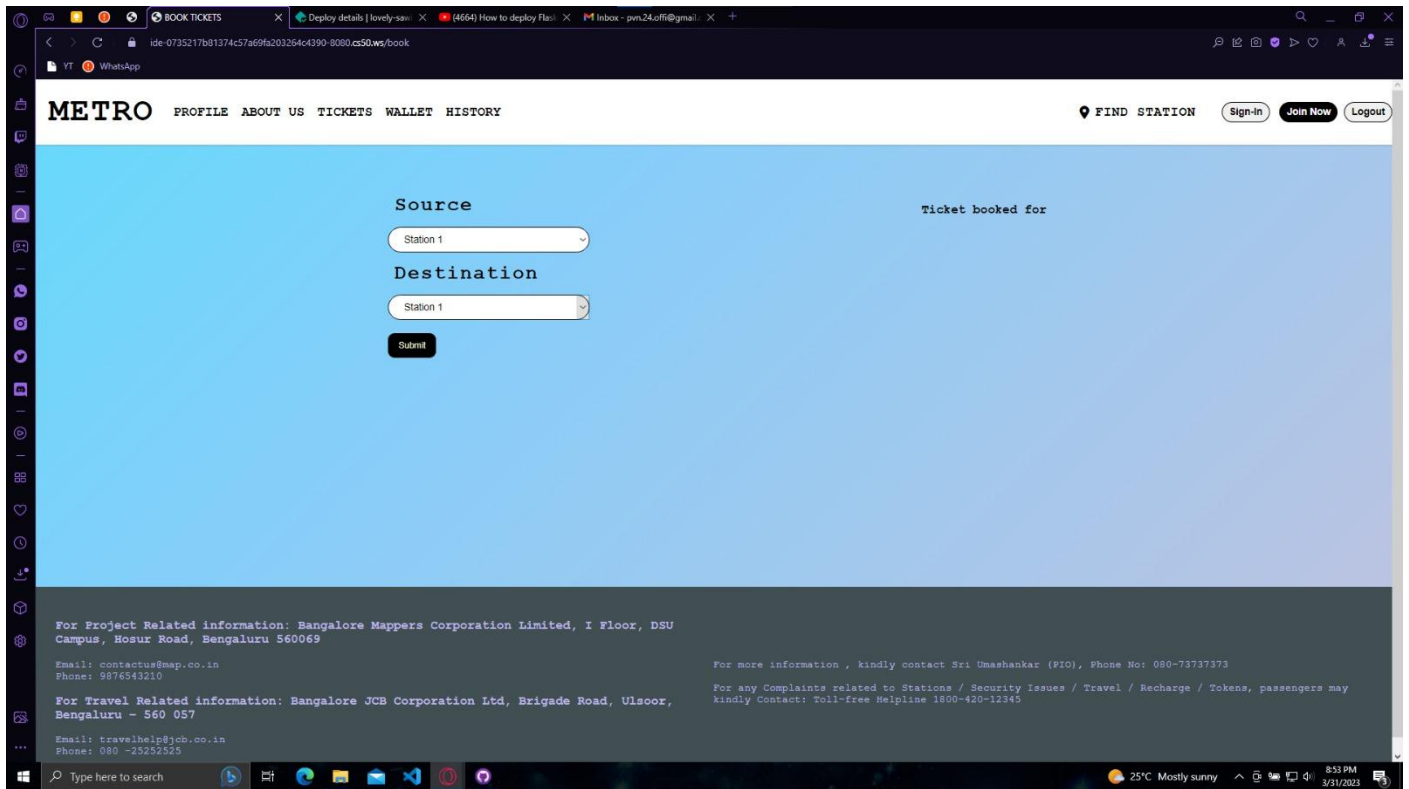 BOOK TICKETS
Deploy details | lovely-saw
(4664) How to deploy Flask
Inbox - pvn.24.offi@gmail.
ide-0735217b81374c57a69fa203264c4390-8080.cs50.ws/book
YT
WhatsApp
METRO PROFILE ABOUT US TICKETS WALLET HISTORY
FIND STATION Sign-In Join Now Logout
Source
Ticket booked for
Station 1
Destination
Station 1
Submit
For Project Related information: Bangalore Mappers Corporation Limited, I Floor, DSU
Campus, Hosur Road, Bengaluru 560069
Email: contactus@map.co.in
Phone: 9876543210
For Travel Related information: Bangalore JCB Corporation Ltd, Brigade Road, Ulsoor,
Bengaluru - 560 057
Email: travelhelp@jcb.co.in
Phone: 080 -25252525
For more information , kindly contact Sri Umashankar (PIO), Phone No: 080-73737373
For any Complaints related to Stations / Security Issues / Travel / Recharge / Tokens, passengers may
kindly Contact: Toll-free Helpline 1800-420-12345
Type here to search
25°C Mostly sunny
8:53 PM
3/31/2023
3